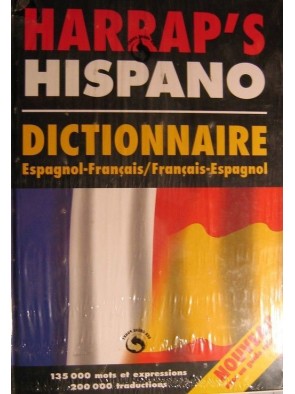 HARRAP'S
HISPANO
DICTIONNAIRE
Espagnol-Français/Français-Espagnol
NOUVEAU
135 000 mots et expressions
200 000 traductions